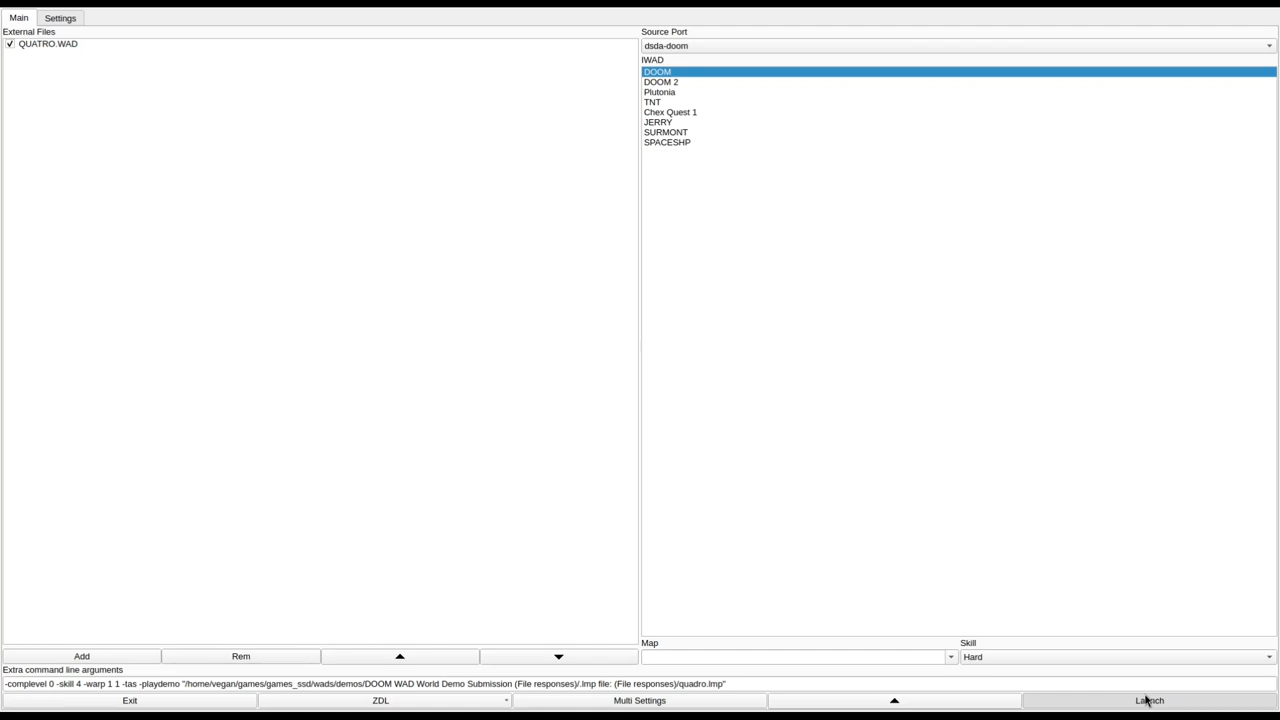 Main Settings
External Files
QUATRO.WAD
Source Port
dsda-doom
IWAD
DOOM
DOOM 2
Plutonia
TNT
Chex Quest 1
JERRY
SURMONT
SPACESHP
Map Skill
Hard
Add Rem
Extra command line arguments
-complevel 0 -skill 4 -warp 1 1 -tas -playdemo "/home/vegan/games/games_ssd/wads/demos/DOOM WAD World Demo Submission (File responses)/.lmp file: (File responses)/quadro.lmp"
Exit ZDL Multi Settings Launch